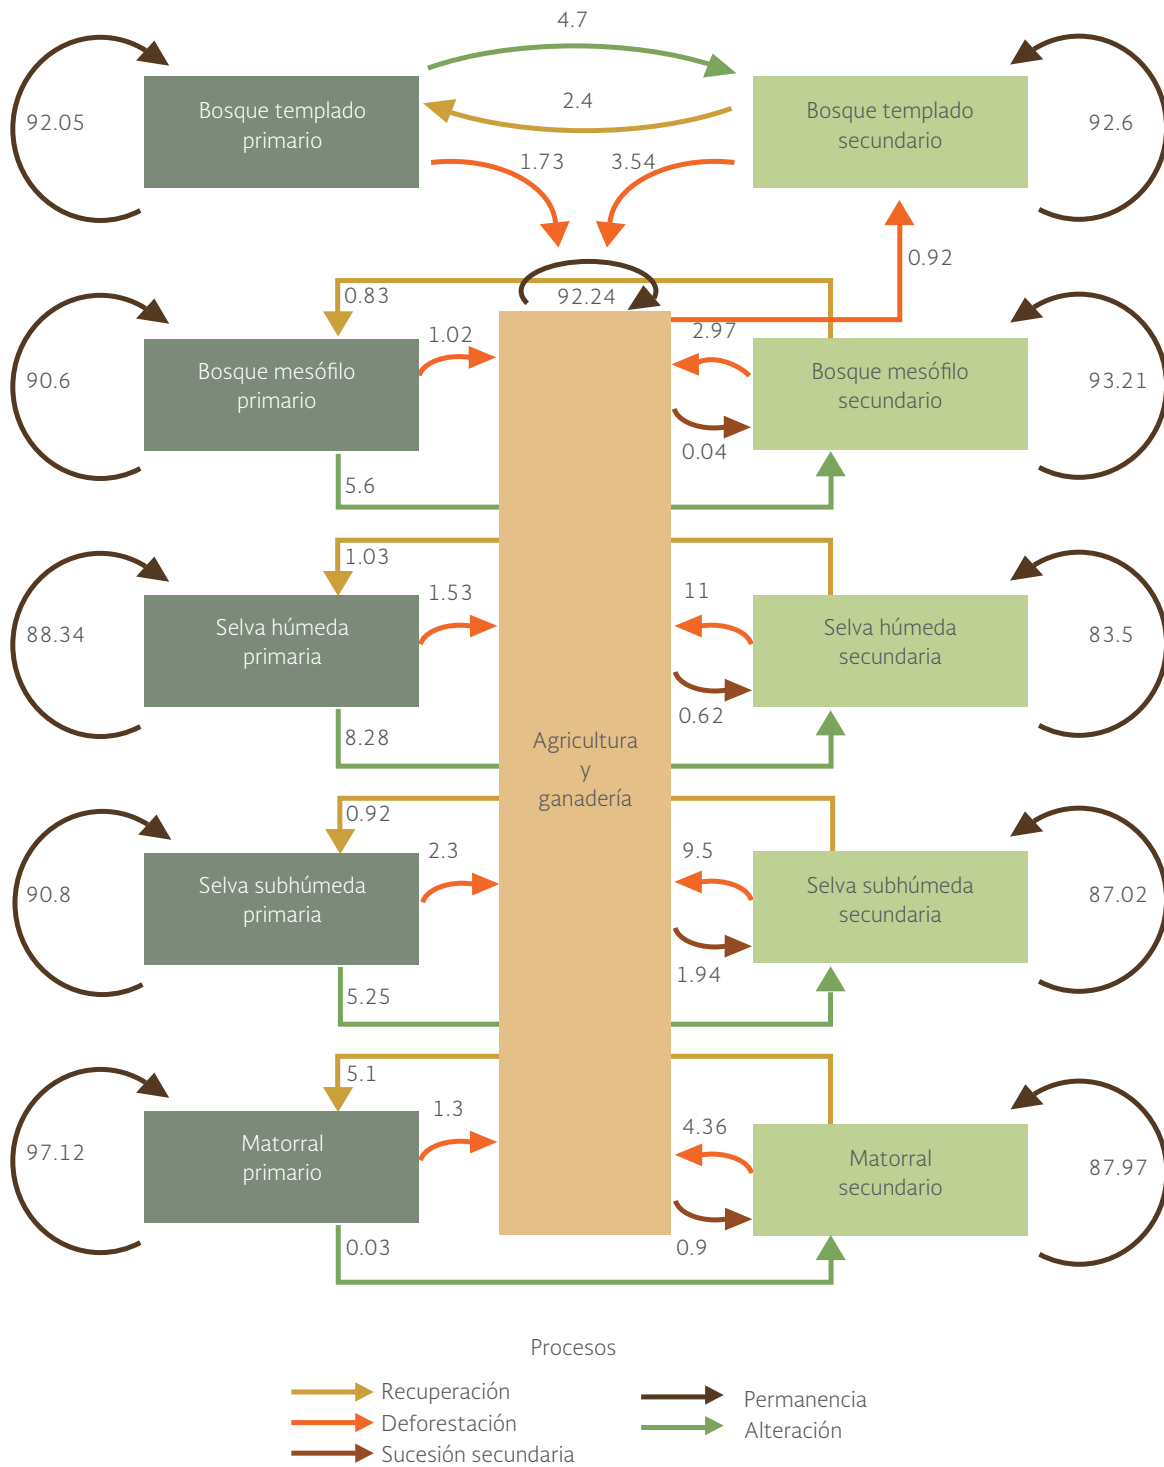 4.7
92.05
Bosque templado
primario
2.4
Bosque templado
secundario
92.6
1.73
3.54
0.92
0.83
92.24
90.6
Bosque mesófilo
primario
1.02
2.97
Bosque mesófilo
secundario
93.21
0.04
5.6
1.03
88.34
Selva húmeda
primaria
1.53
11
Selva húmeda
secundaria
83.5
0.62
8.28
Agricultura
y
ganadería
0.92
90.8
Selva subhúmeda
primaria
2.3
9.5
Selva subhúmeda
secundaria
87.02
1.94
5.25
5.1
97.12
Matorral
primario
1.3
4.36
Matorral
secundario
87.97
0.03
0.9
Procesos
Recuperación
Deforestación
Sucesión secundaria
Permanencia
Alteración